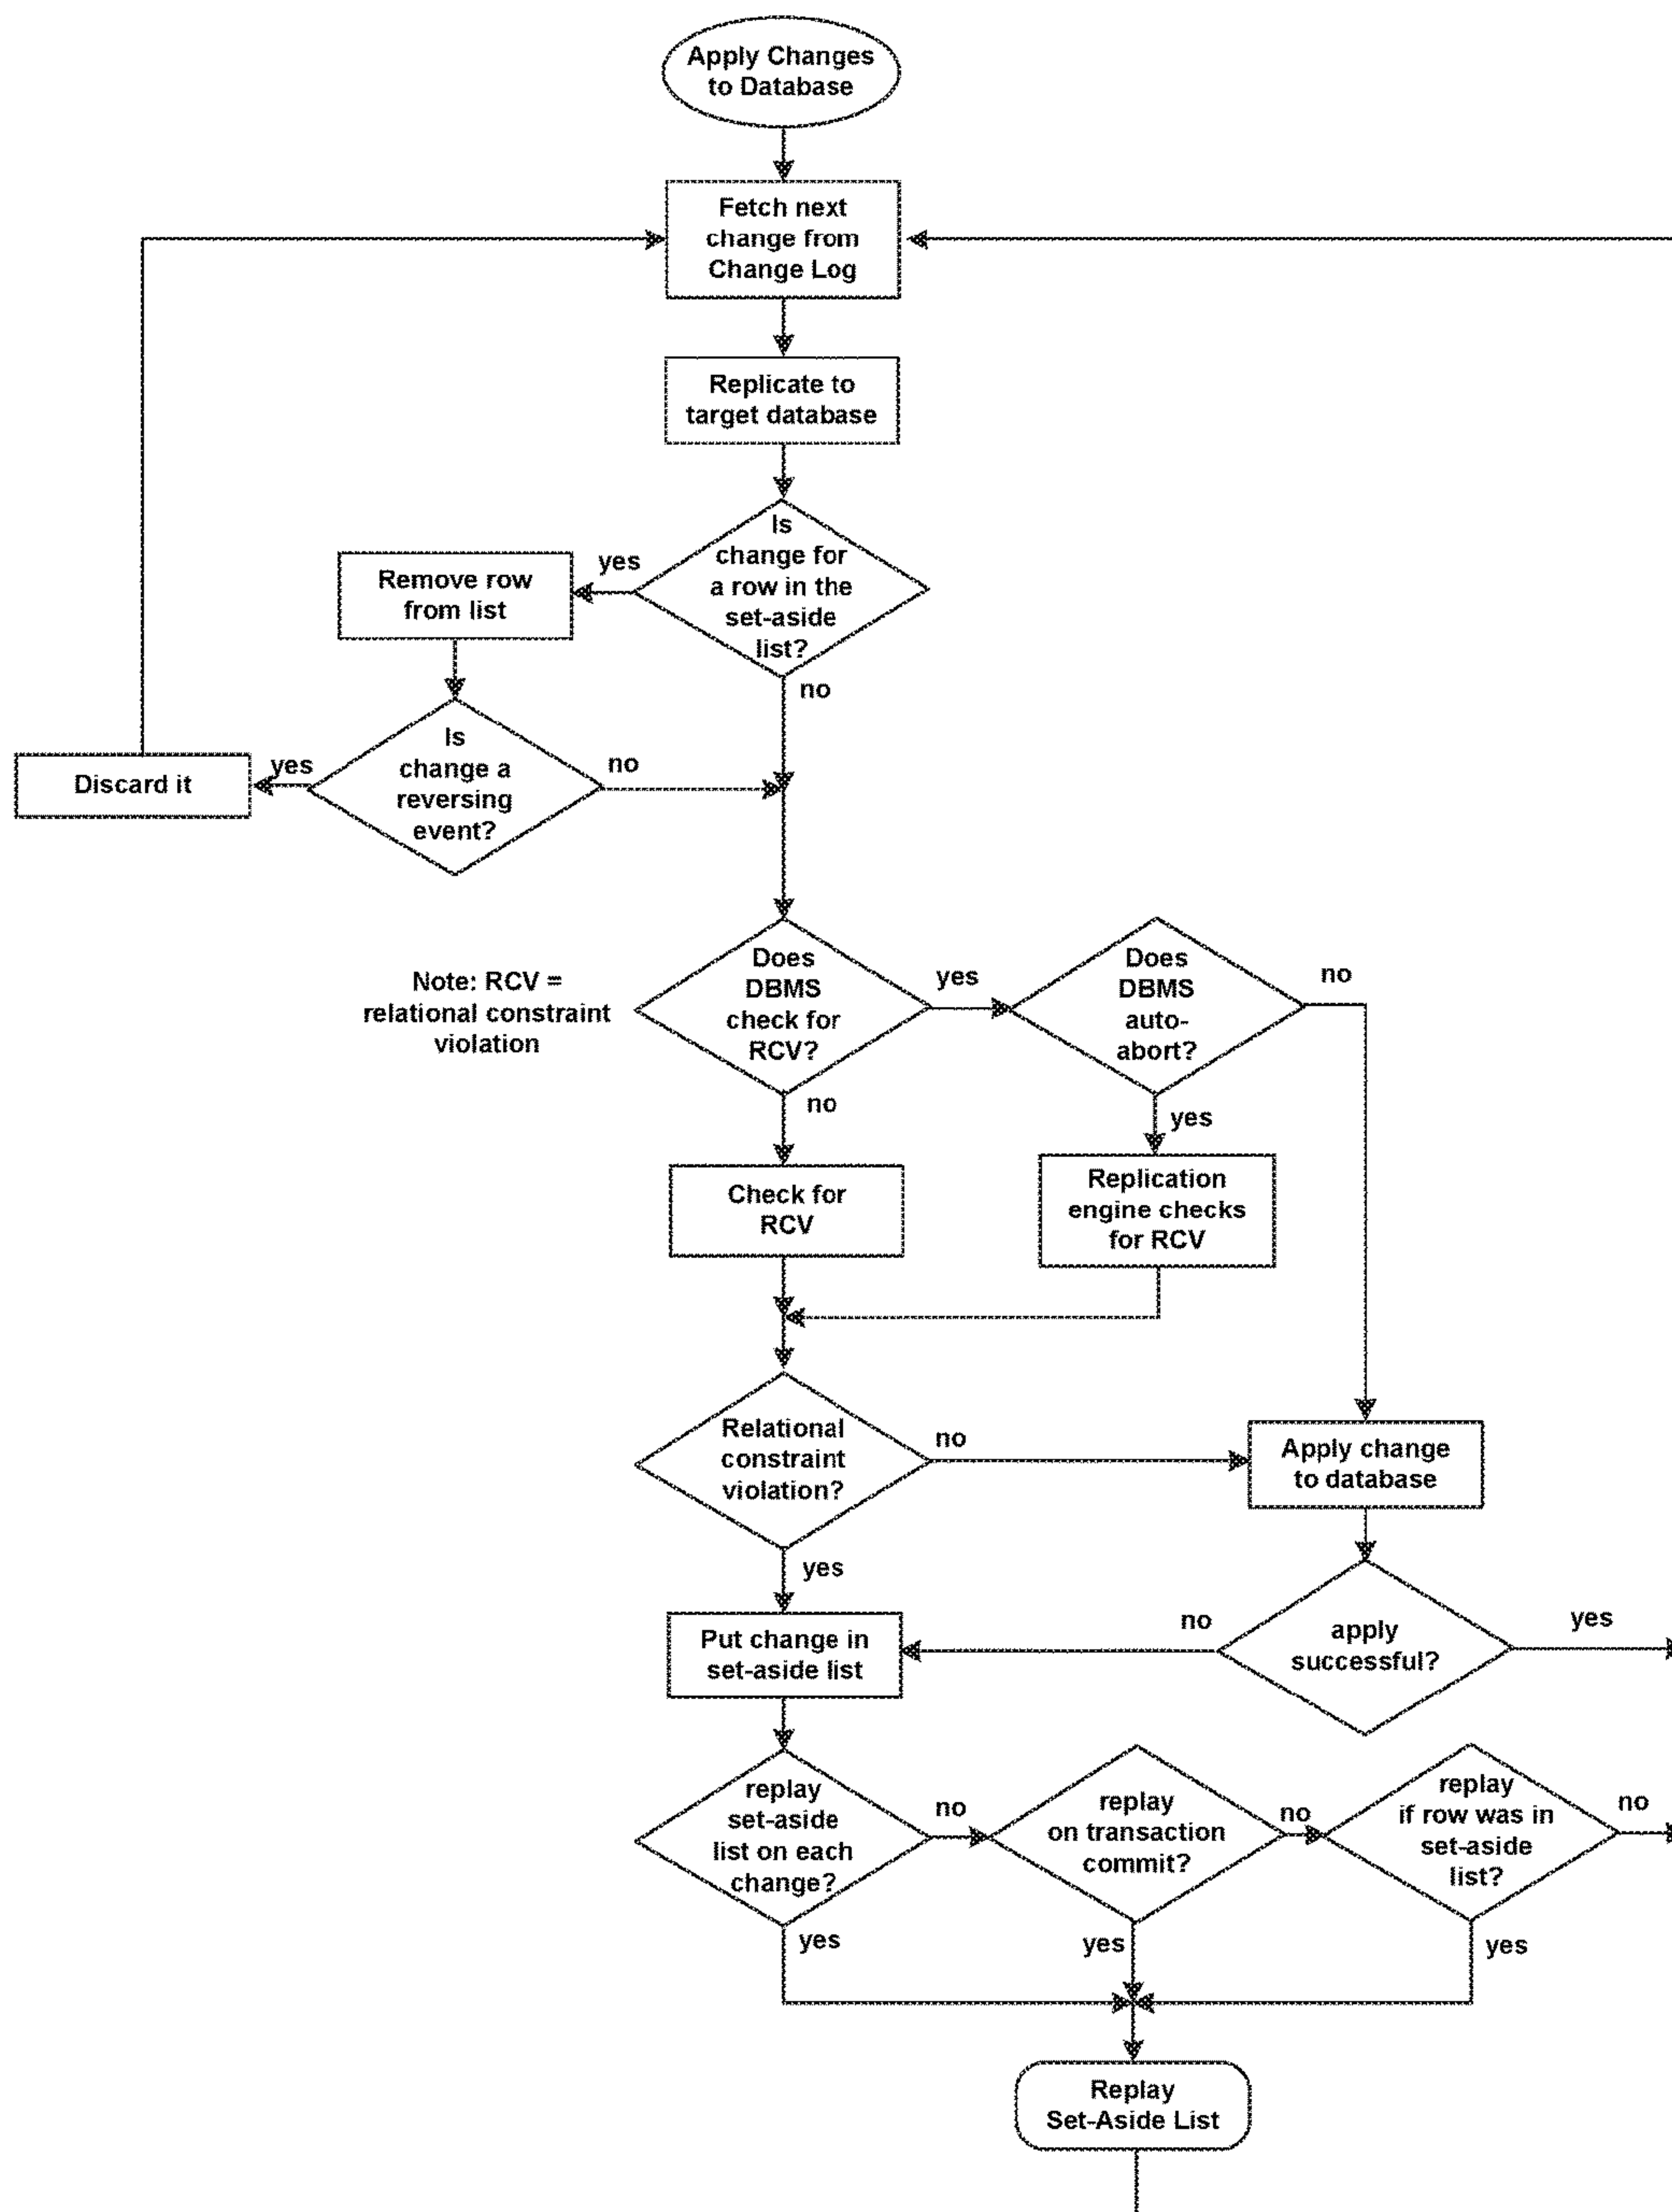 Apply Changes
to Database
Fetch next
change from
Change Log
Replicate to
target database
Is
change for
a row in the
set-aside
list?
yes
no
Remove row
from list
Is
change a
reversing
event?
yes
no
Discard it
Note: RCV =
relational constraint
violation
Does
DBMS
check for
RCV?
yes
no
Does
DBMS
auto-
abort?
no
yes
Check for
RCV
Replication
engine checks
for RCV
Relational
constraint
violation?
no
yes
Apply change
to database
apply
successful?
no
yes
Put change in
set-aside list
replay
set-aside
list on each
change?
no
yes
replay
on transaction
commit?
no
yes
replay
if row was in
set-aside
list?
no
yes
Replay
Set-Aside List